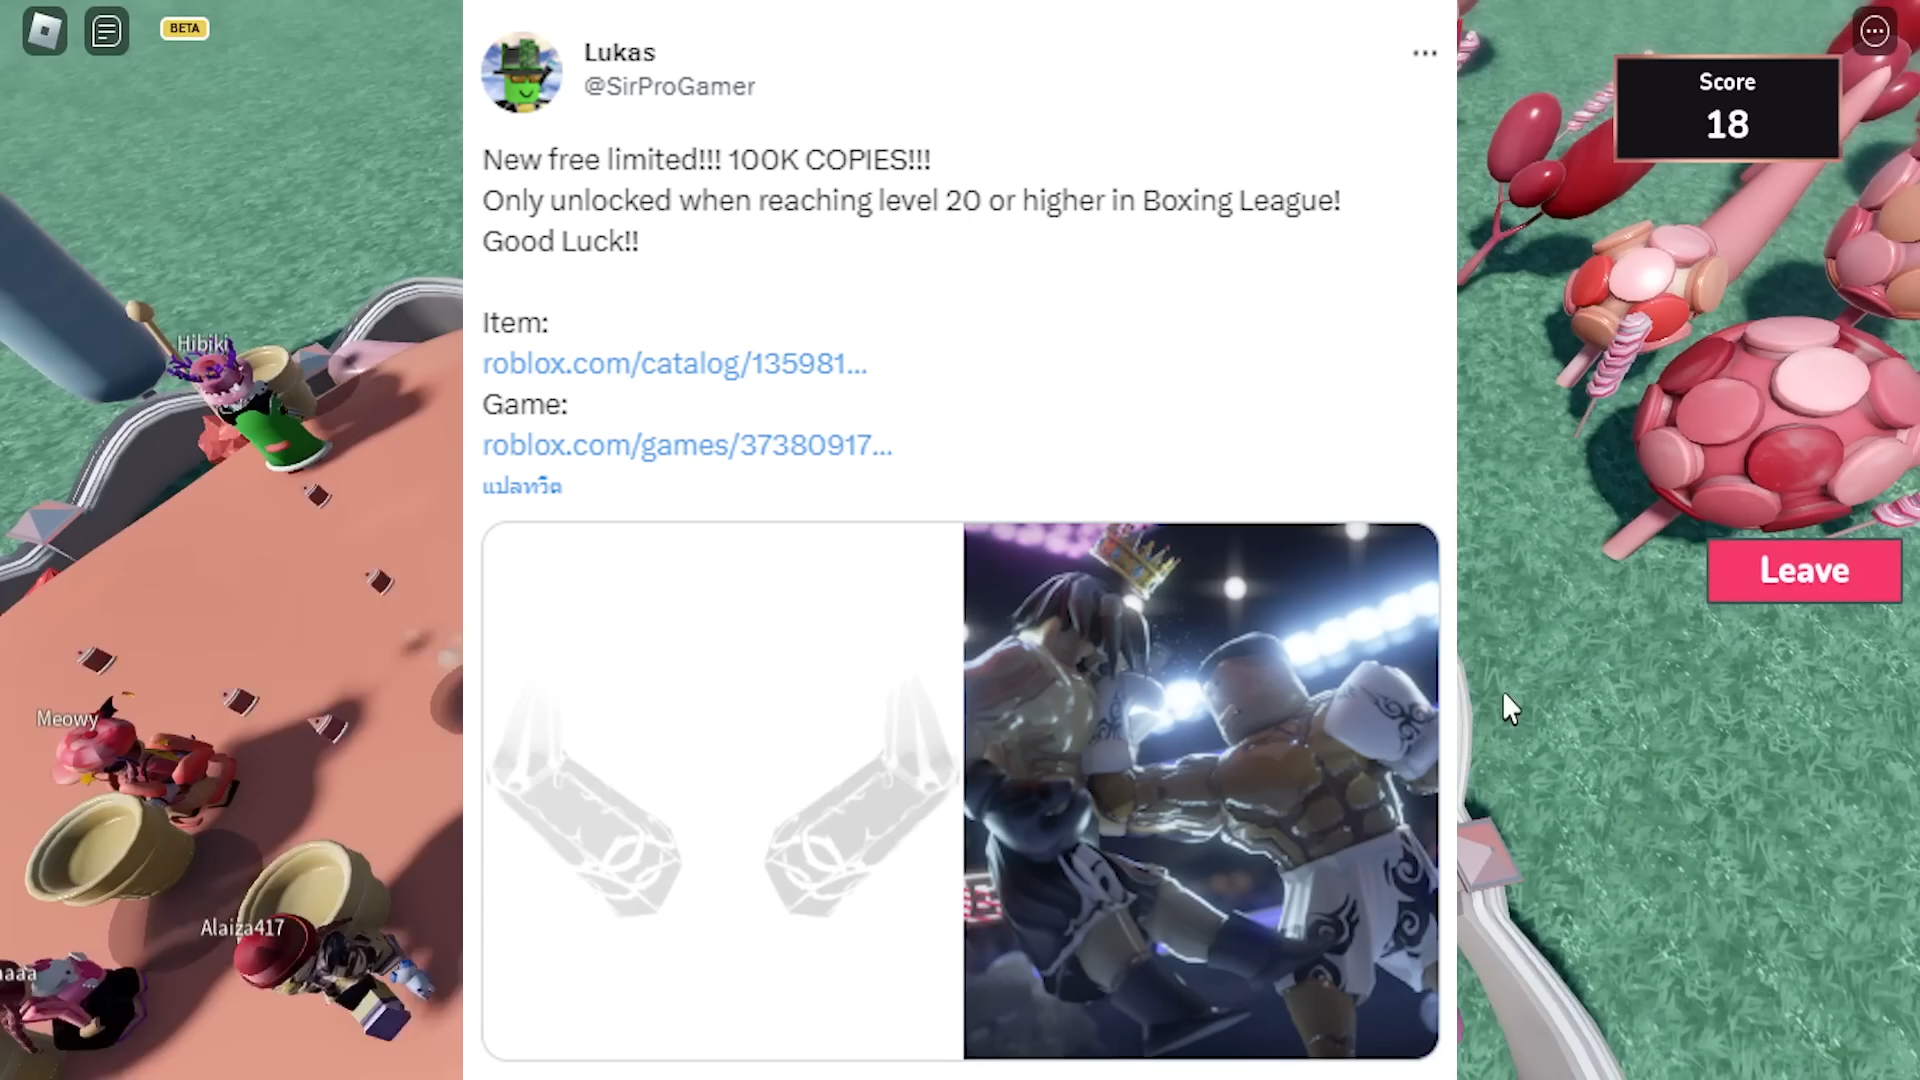 BETA
Lukas
@SirProGamer
New free limited!!! 100K COPIES!!!
Only unlocked when reaching level 20 or higher in Boxing League!
Good Luck!!
Item:
roblox.com/catalog/135981...
Game:
roblox.com/games/37380917...
แปลทวีต
Hibiki
Meowy
Alaiza417
aaa
Score
18
Leave